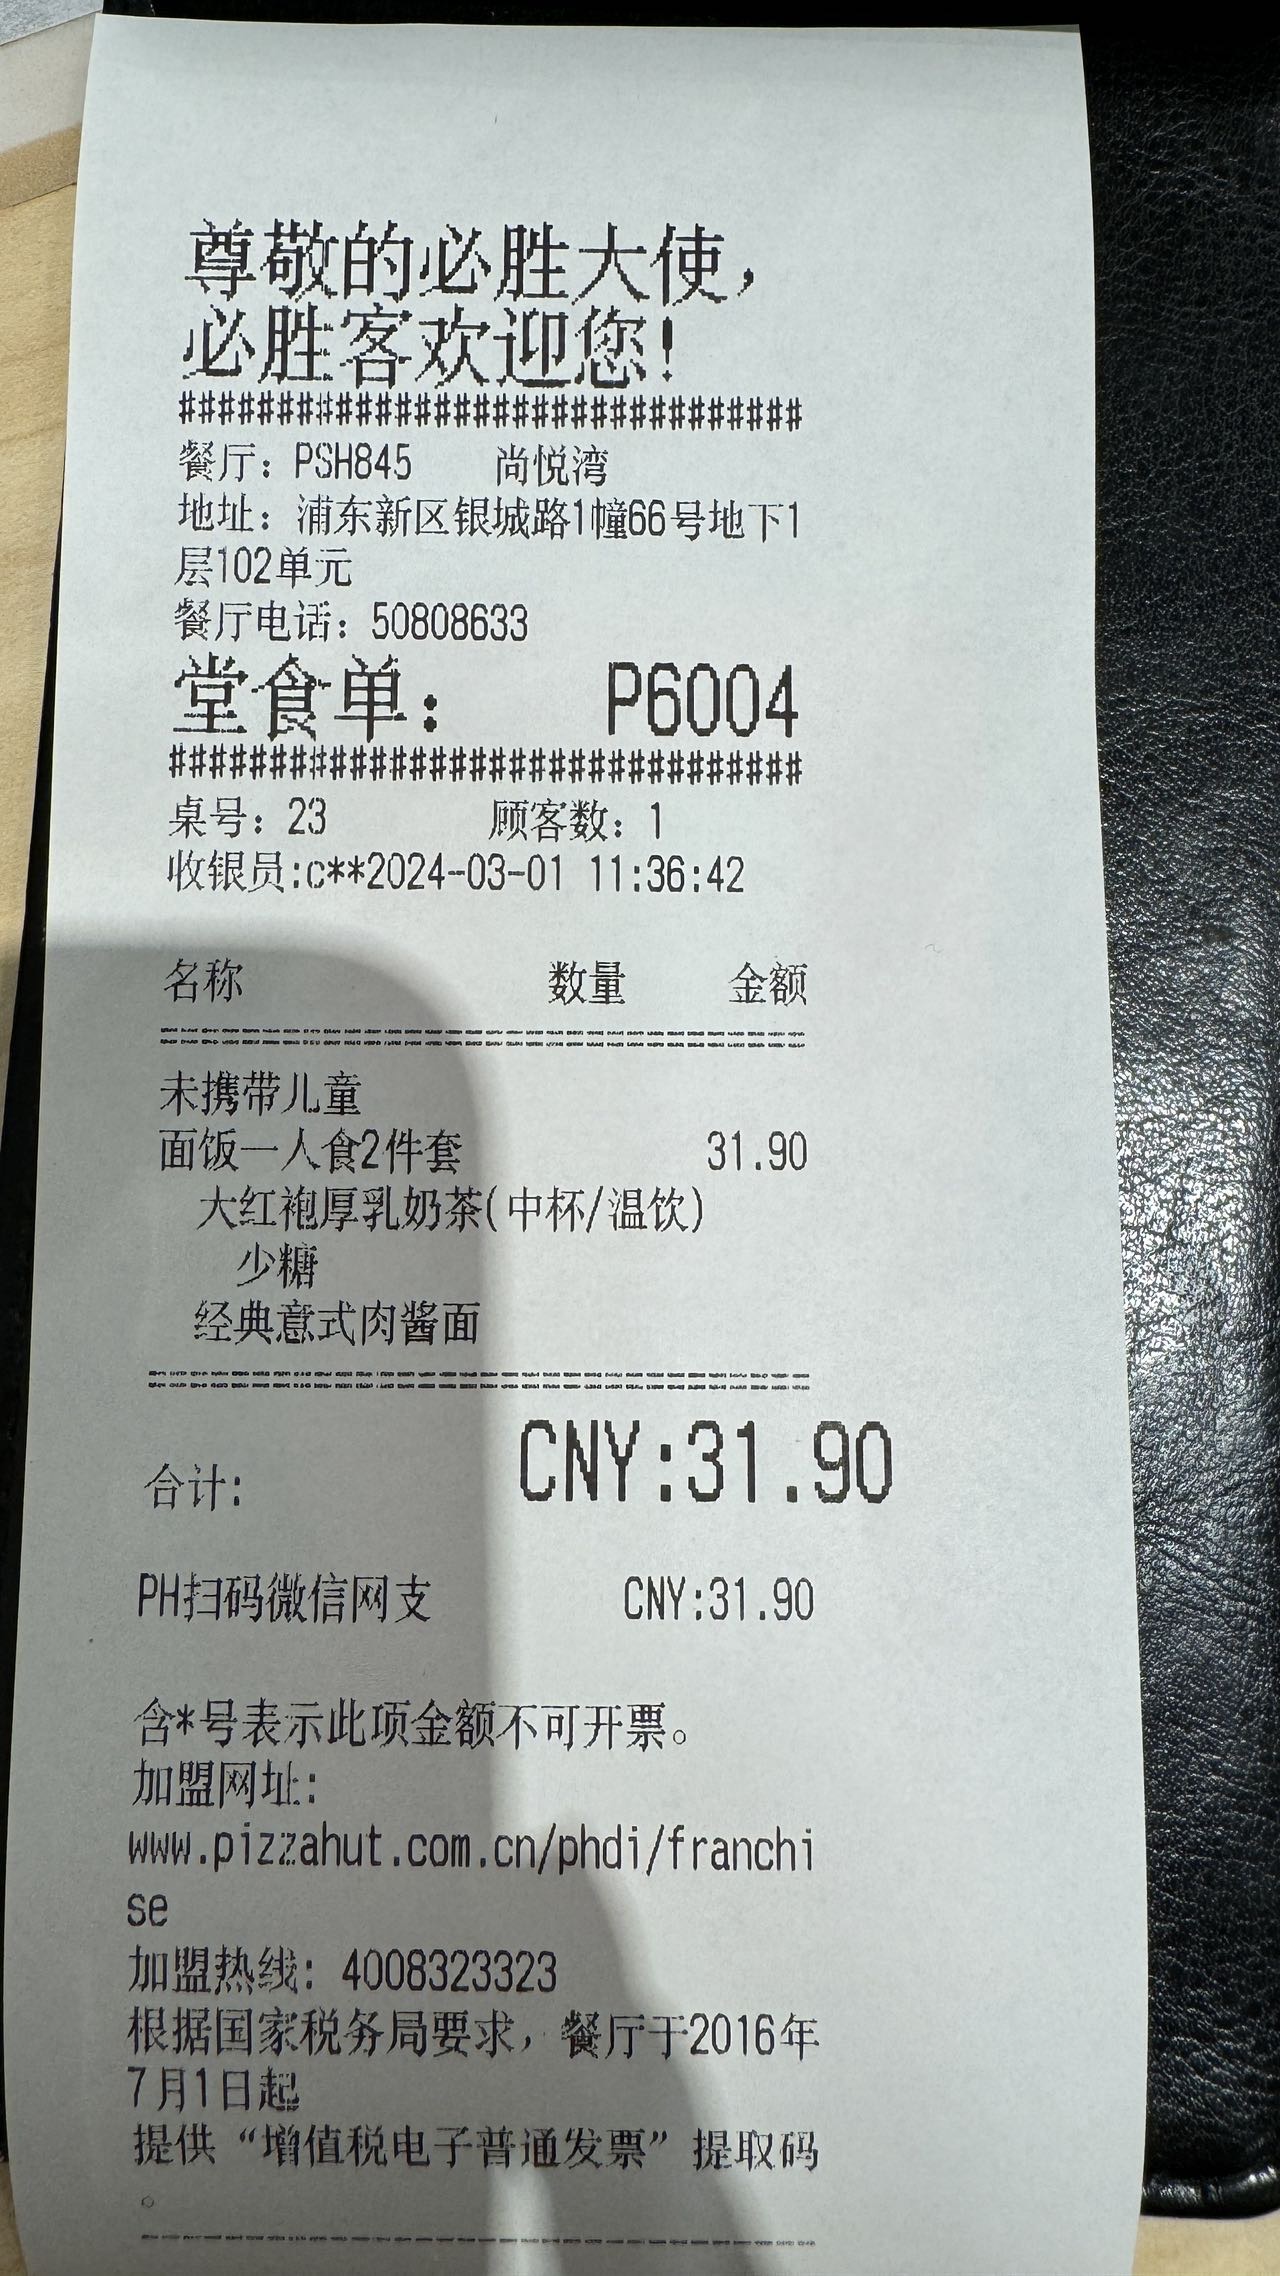 尊敬的必胜大使，
必胜客欢迎您！
################################
餐厅：PSH845 尚悦湾
地址：浦东新区银城路1幢66号地下1
层102单元
餐厅电话：50808633
堂食单： P6004
################################
桌号：23 顾客数：1
收银员:c**2024-03-01 11:36:42
名称 数量 金额
================================
未携带儿童
面饭一人食2件套 31.90
大红袍厚乳奶茶(中杯/温饮)
少糖
经典意式肉酱面
================================
合计: CNY:31.90
PH扫码微信网支 CNY:31.90
含*号表示此项金额不可开票。
加盟网址:
www.pizzahut.com.cn/phdi/franchi
se
加盟热线：4008323323
根据国家税务局要求，餐厅于2016年
7月1日起
提供“增值税电子普通发票”提取码
。
--------------------------------